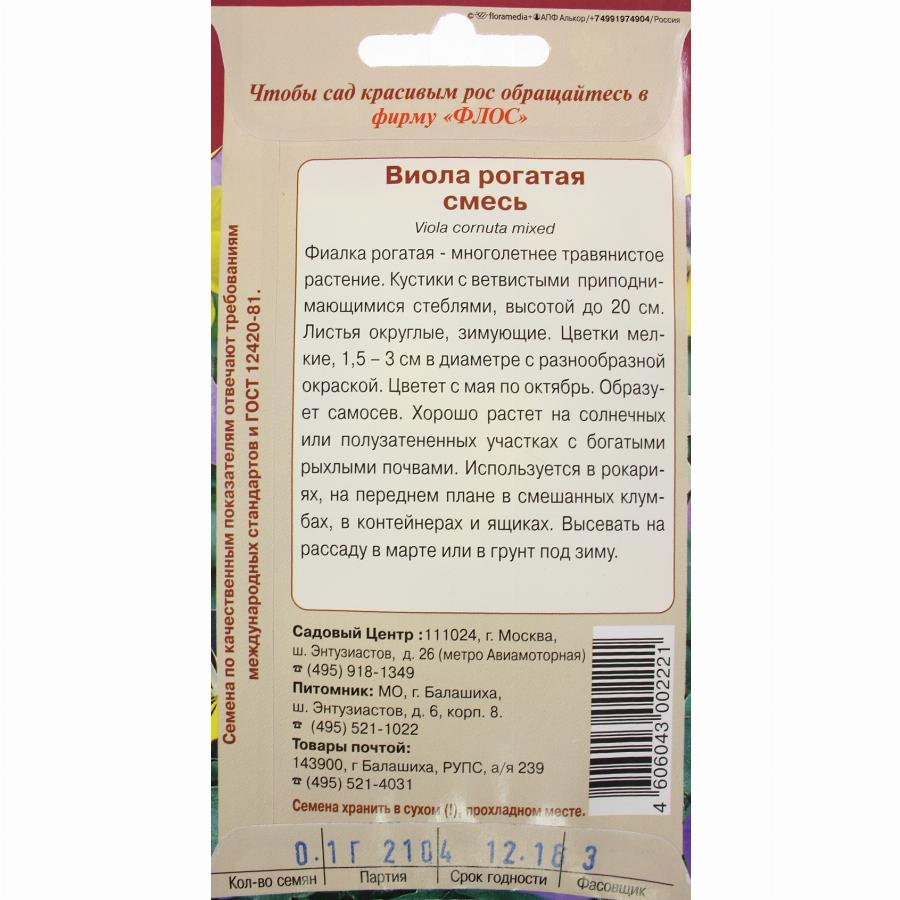 © floramedia+ АПФ Алькор/+74991974904/Россия
Чтобы сад красивым рос обращайтесь в
фирму «ФЛОС»
Виола рогатая
смесь
Viola cornuta mixed
Фиалка рогатая - многолетнее травянистое
растение. Кустики с ветвистыми приподни-
мающимися стеблями, высотой до 20 см.
Листья округлые, зимующие. Цветки мел-
кие, 1,5 – 3 см в диаметре с разнообразной
окраской. Цветет с мая по октябрь. Образу-
ет самосев. Хорошо растет на солнечных
или полузатененных участках с богатыми
рыхлыми почвами. Используется в рокари-
ях, на переднем плане в смешанных клум-
бах, в контейнерах и ящиках. Высевать на
рассаду в марте или в грунт под зиму.
Семена по качественным показателям отвечают требованиям
международных стандартов и ГОСТ 12420-81.
Садовый Центр :111024, г. Москва,
ш. Энтузиастов, д. 26 (метро Авиамоторная)
☎ (495) 918-1349
Питомник: МО, г. Балашиха,
ш. Энтузиастов, д. 6, корп. 8.
☎ (495) 521-1022
Товары почтой:
143900, г Балашиха, РУПС, а/я 239
☎ (495) 521-4031
Семена хранить в сухом (!), прохладном месте.
4 606043 002221
0.1Г 2104 12.18 3
Кол-во семян Партия Срок годности Фасовщик